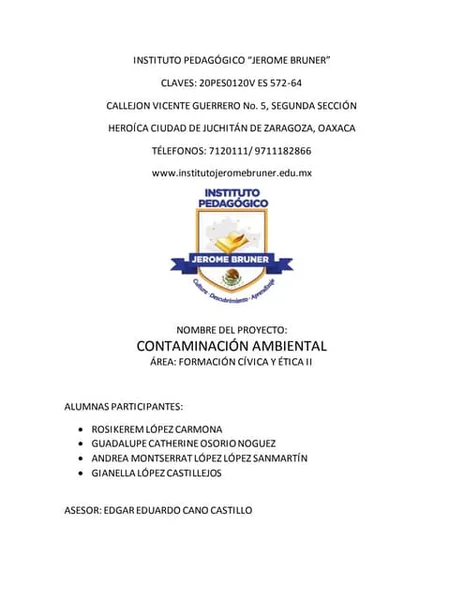 INSTITUTO PEDAGÓGICO “JEROME BRUNER”
CLAVES: 20PES0120V ES 572-64
CALLEJON VICENTE GUERRERO No. 5, SEGUNDA SECCIÓN
HEROÍCA CIUDAD DE JUCHITÁN DE ZARAGOZA, OAXACA
TÉLEFONOS: 7120111/ 9711182866
www.institutojeromebruner.edu.mx
INSTITUTO
PEDAGÓGICO
JEROME BRUNER
Cultura - Descubrimiento - Aprendizaje
NOMBRE DEL PROYECTO:
CONTAMINACIÓN AMBIENTAL
ÁREA: FORMACIÓN CÍVICA Y ÉTICA II
ALUMNAS PARTICIPANTES:
• ROSIKEREM LÓPEZ CARMONA
• GUADALUPE CATHERINE OSORIO NOGUEZ
• ANDREA MONTSERRAT LÓPEZ LÓPEZ SANMARTÍN
• GIANELLA LÓPEZ CASTILLEJOS
ASESOR: EDGAR EDUARDO CANO CASTILLO